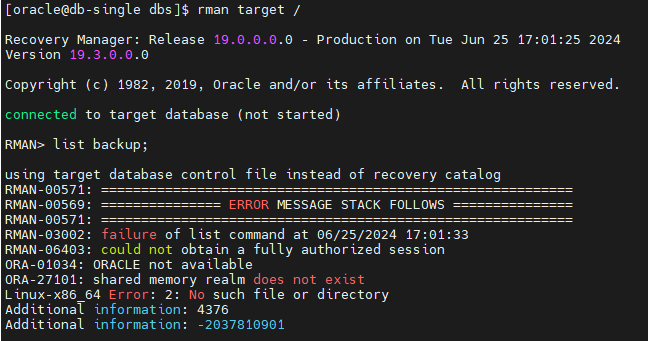 [oracle@db-single dbs]$ rman target /
Recovery Manager: Release 19.0.0.0.0 - Production on Tue Jun 25 17:01:25 2024
Version 19.3.0.0.0
Copyright (c) 1982, 2019, Oracle and/or its affiliates.  All rights reserved.
connected to target database (not started)
RMAN> list backup;
using target database control file instead of recovery catalog
RMAN-00571: ===========================================================
RMAN-00569: =============== ERROR MESSAGE STACK FOLLOWS ===============
RMAN-00571: ===========================================================
RMAN-03002: failure of list command at 06/25/2024 17:01:33
RMAN-06403: could not obtain a fully authorized session
ORA-01034: ORACLE not available
ORA-27101: shared memory realm does not exist
Linux-x86_64 Error: 2: No such file or directory
Additional information: 4376
Additional information: -2037810901